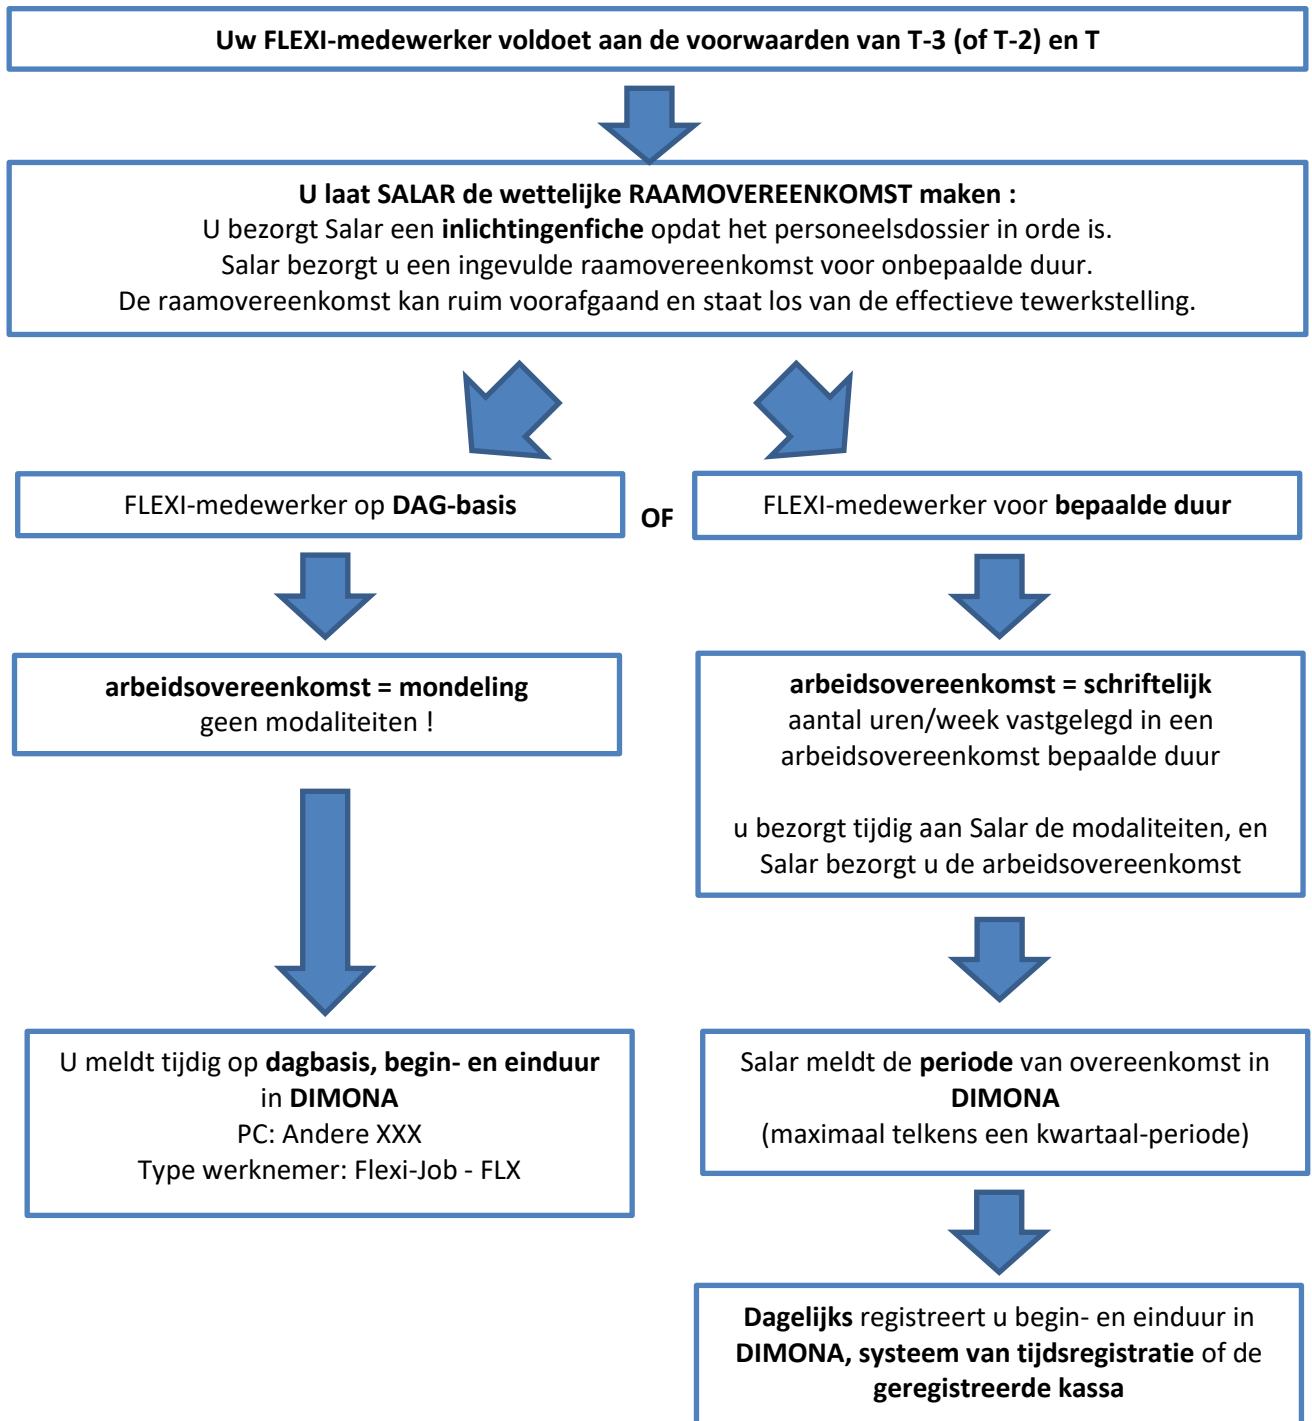 Uw FLEXI-medewerker voldoet aan de voorwaarden van T-3 (of T-2) en T
U laat SALAR de wettelijke RAAMOVEREENKOMST maken :
U bezorgt Salar een inlichtingenfiche opdat het personeelsdossier in orde is.
Salar bezorgt u een ingevulde raamovereenkomst voor onbepaalde duur.
De raamovereenkomst kan ruim voorafgaand en staat los van de effectieve tewerkstelling.
FLEXI-medewerker op DAG-basis
OF
FLEXI-medewerker voor bepaalde duur
arbeidsovereenkomst = mondeling
geen modaliteiten !
arbeidsovereenkomst = schriftelijk
aantal uren/week vastgelegd in een
arbeidsovereenkomst bepaalde duur
u bezorgt tijdig aan Salar de modaliteiten, en
Salar bezorgt u de arbeidsovereenkomst
U meldt tijdig op dagbasis, begin- en einduur
in DIMONA
PC: Andere XXX
Type werknemer: Flexi-Job - FLX
Salar meldt de periode van overeenkomst in
DIMONA
(maximaal telkens een kwartaal-periode)
Dagelijks registreert u begin- en einduur in
DIMONA, systeem van tijdsregistratie of de
geregistreerde kassa